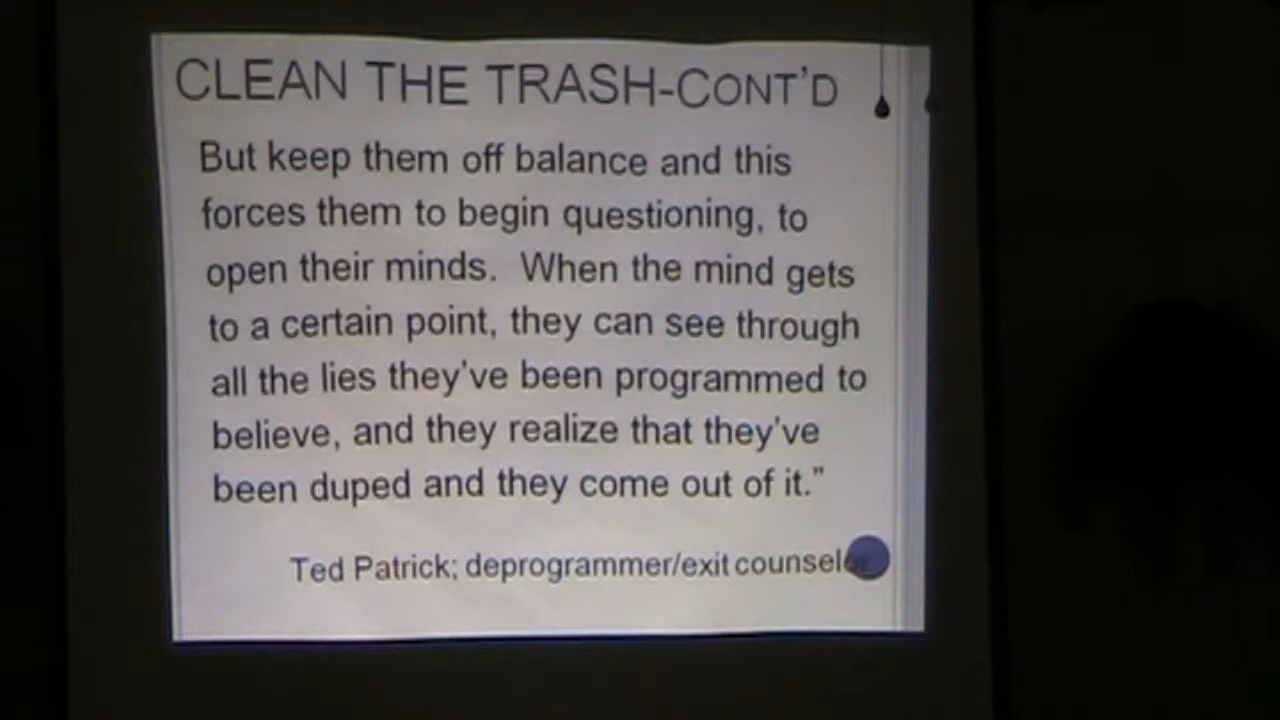 CLEAN THE TRASH-CONT'D
But keep them off balance and this
forces them to begin questioning, to
open their minds.  When the mind gets
to a certain point, they can see through
all the lies they've been programmed to
believe, and they realize that they've
been duped and they come out of it."
Ted Patrick; deprogrammer/exit